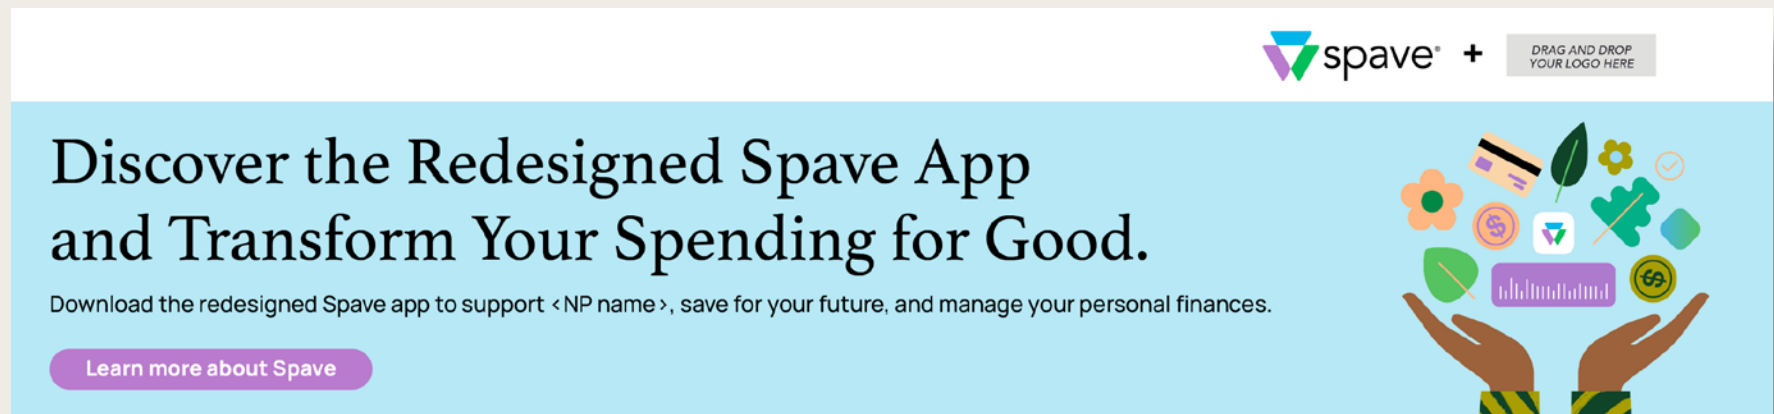 spave® +
DRAG AND DROP
YOUR LOGO HERE
Discover the Redesigned Spave App
and Transform Your Spending for Good.
Download the redesigned Spave app to support <NP name>, save for your future, and manage your personal finances.
Learn more about Spave
$
$